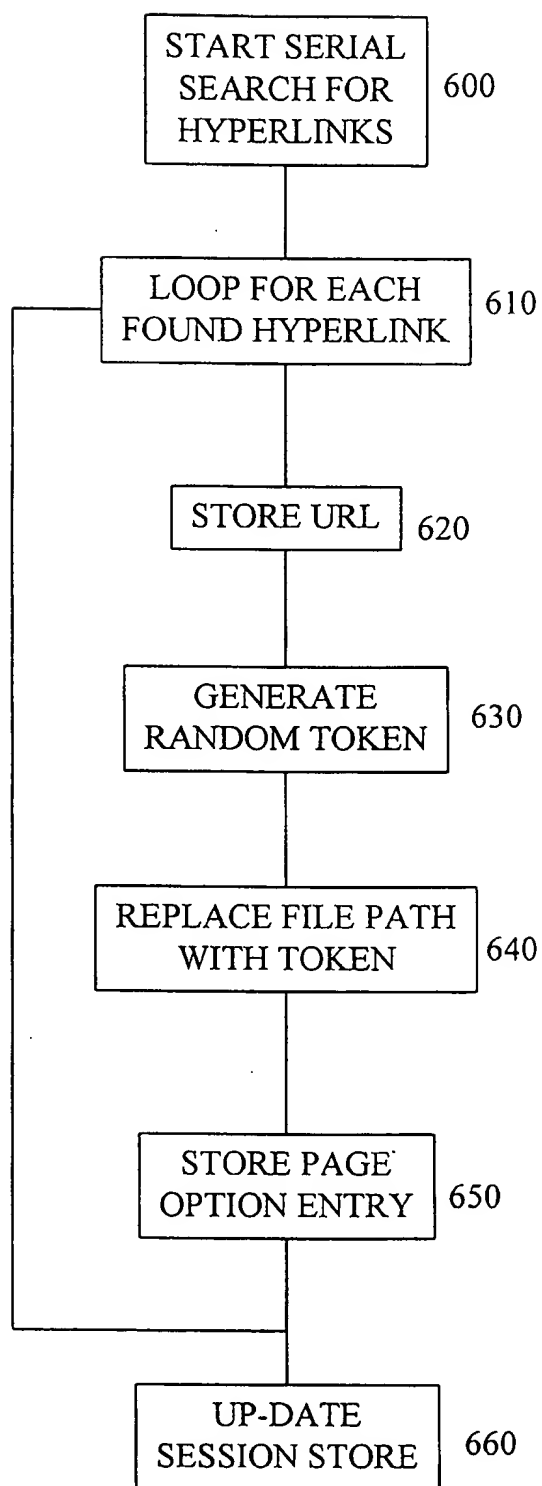 START SERIAL
SEARCH FOR
HYPERLINKS
600
LOOP FOR EACH
FOUND HYPERLINK
610
STORE URL
620
GENERATE
RANDOM TOKEN
630
REPLACE FILE PATH
WITH TOKEN
640
STORE PAGE
OPTION ENTRY
650
UP-DATE
SESSION STORE
660